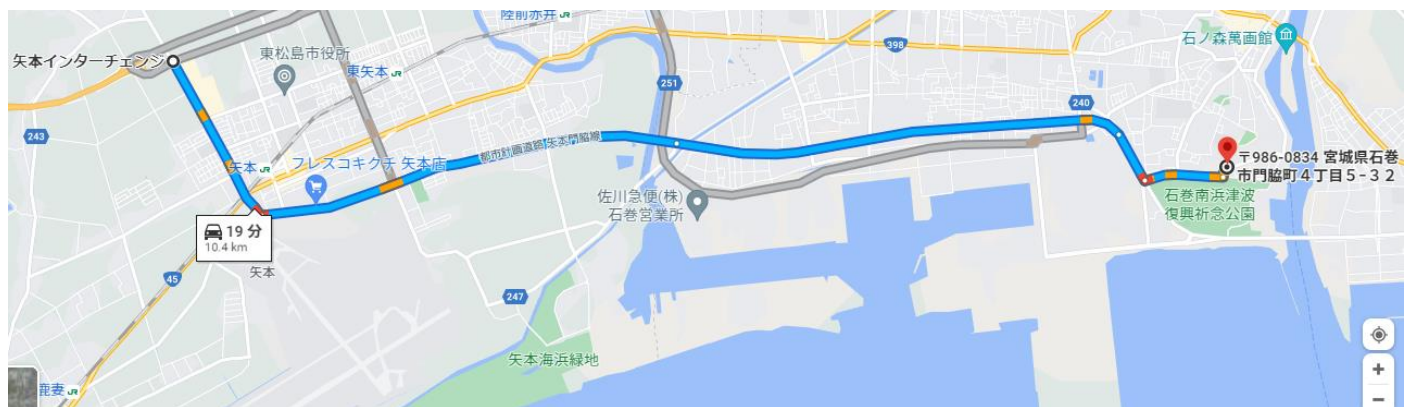 陸前赤井 JR
石ノ森萬画館
398
矢本インターチェンジ
東松島市役所
東矢本 JR
251
240
243
都市計画道路 矢本門脇線
矢本 JR
フレスコキクチ 矢本店
〒986-0834 宮城県石巻
市門脇町4丁目5-32
佐川急便(株)
石巻営業所
石巻南浜津波
復興祈念公園
19 分
10.4 km
矢本
45
247
矢本海浜緑地
鹿妻 JR